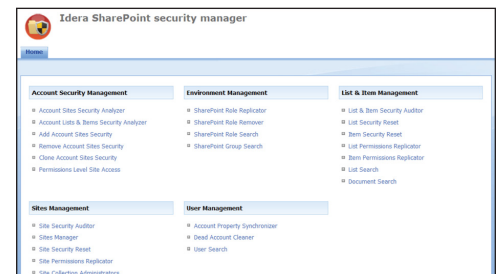 Idera SharePoint security manager
Home
Account Security Management
Account Sites Security Analyzer
Account Lists & Items Security Analyzer
Add Account Sites Security
Remove Account Sites Security
Clone Account Sites Security
Permissions Level Site Access
Environment Management
SharePoint Role Replicator
SharePoint Role Remover
SharePoint Role Search
SharePoint Group Search
List & Item Management
List & Item Security Auditor
List Security Reset
Item Security Reset
List Permissions Replicator
Item Permissions Replicator
List Search
Document Search
Sites Management
Site Security Auditor
Sites Manager
Site Security Reset
Site Permissions Replicator
Site Collection Administrators
User Management
Account Property Synchronizer
Dead Account Cleaner
User Search